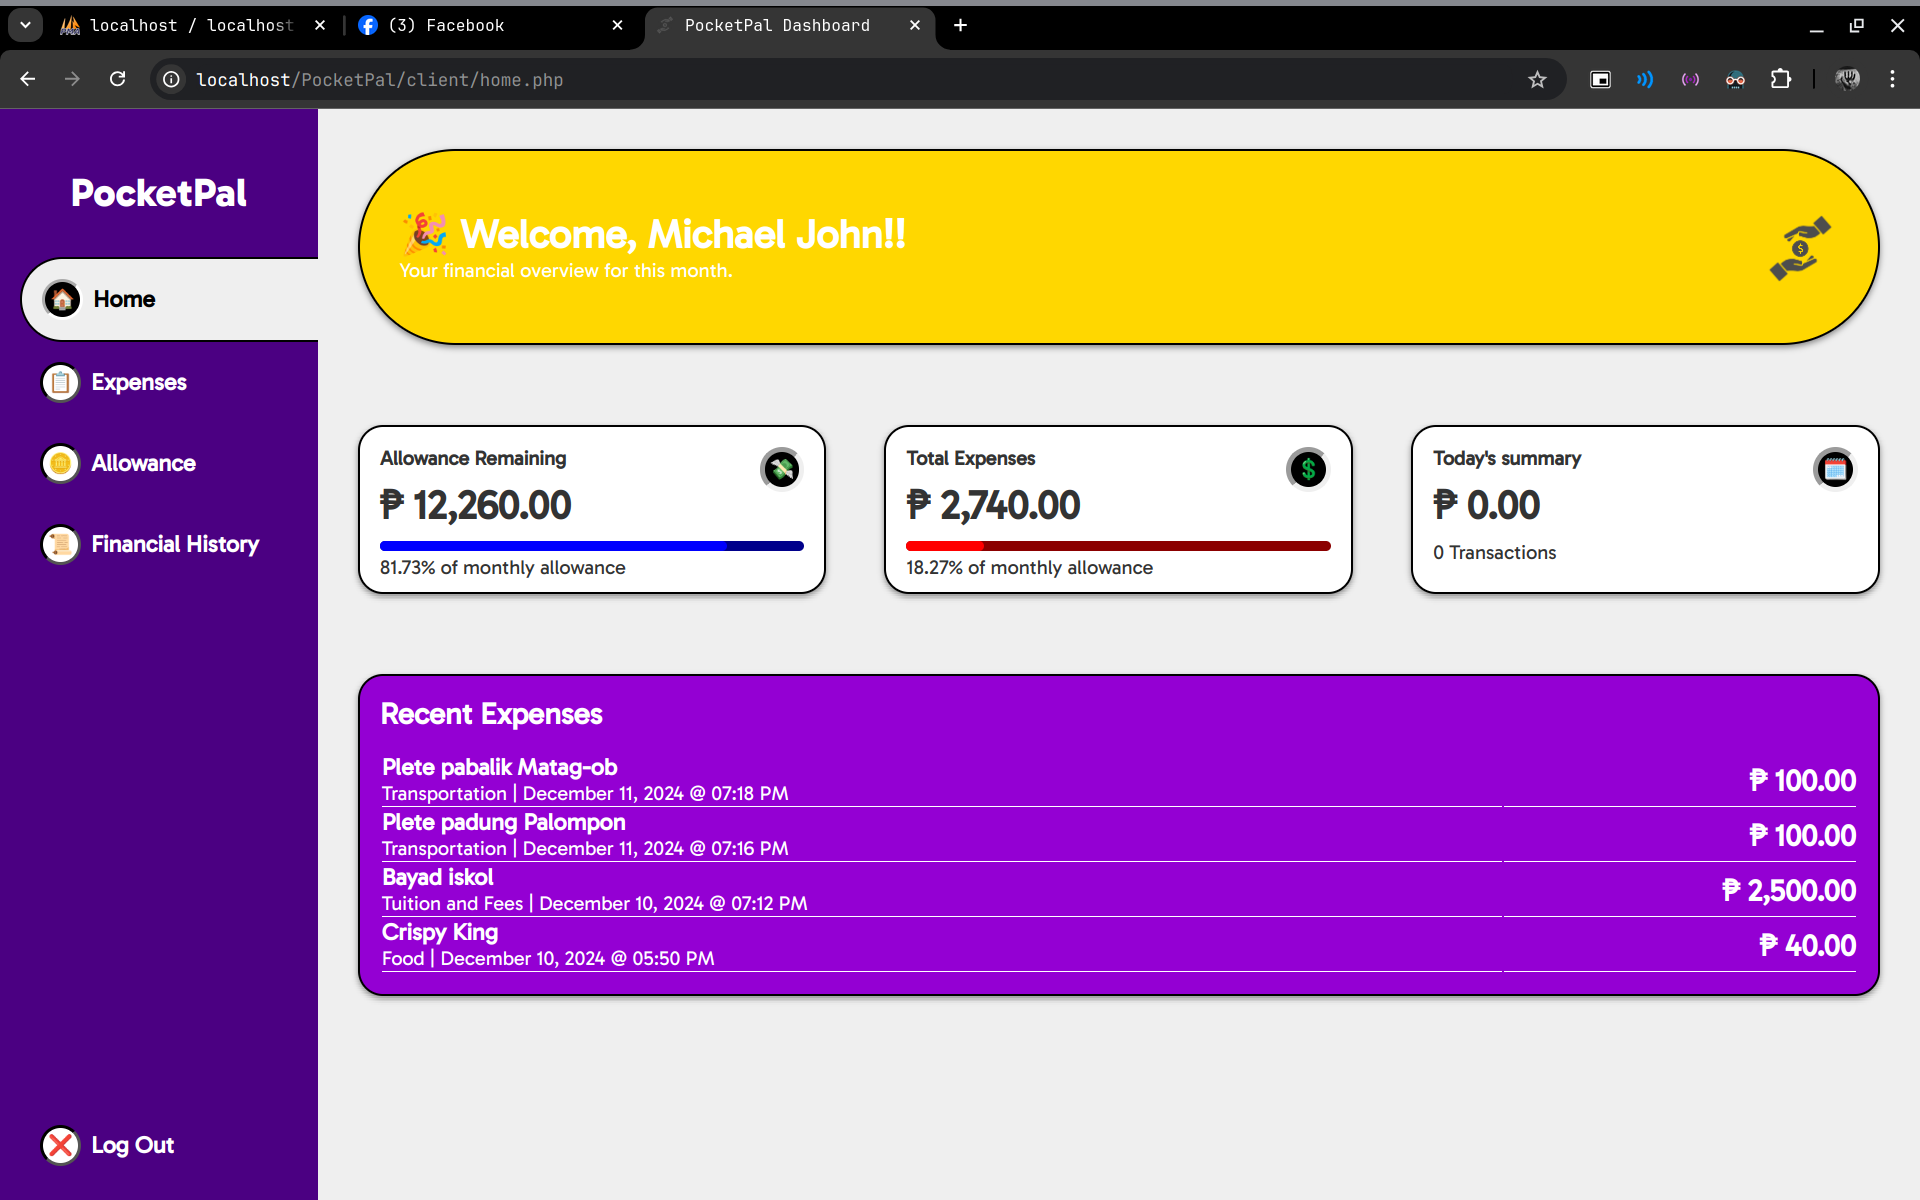 localhost / localhost
(3) Facebook
PocketPal Dashboard
localhost/PocketPal/client/home.php
PocketPal
Home
Expenses
Allowance
Financial History
Log Out
🎉 Welcome, Michael John!!
Your financial overview for this month.
Allowance Remaining
₱ 12,260.00
81.73% of monthly allowance
Total Expenses
₱ 2,740.00
18.27% of monthly allowance
Today's summary
₱ 0.00
0 Transactions
Recent Expenses
Plete pabalik Matag-ob
Transportation | December 11, 2024 @ 07:18 PM
₱ 100.00
Plete padung Palompon
Transportation | December 11, 2024 @ 07:16 PM
₱ 100.00
Bayad iskol
Tuition and Fees | December 10, 2024 @ 07:12 PM
₱ 2,500.00
Crispy King
Food | December 10, 2024 @ 05:50 PM
₱ 40.00